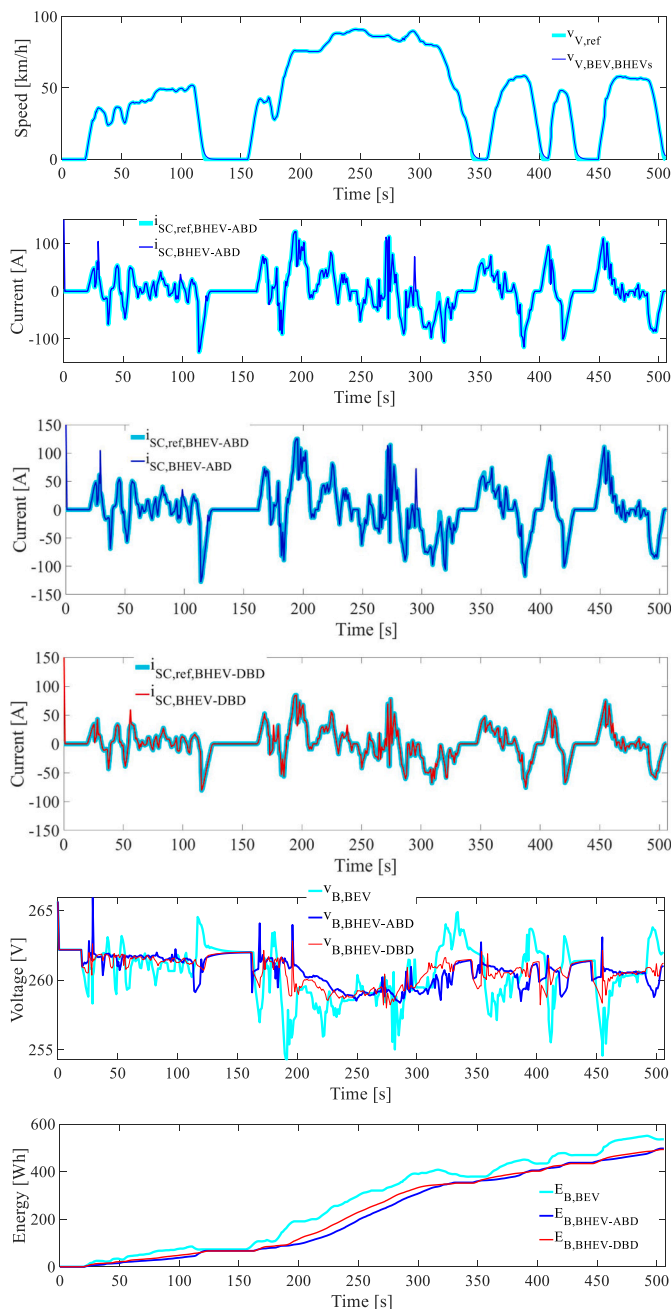 100
50
0
Speed [km/h]
v_V,ref
v_V,BEV,BHEVs
0 50 100 150 200 250 300 350 400 450 500
Time [s]
i_SC,ref,BHEV-ABD
i_SC,BHEV-ABD
100
0
-100
Current [A]
0 50 100 150 200 250 300 350 400 450 500
Time [s]
150
100
50
0
-50
-100
-150
Current [A]
i_SC,ref,BHEV-ABD
i_SC,BHEV-ABD
0 50 100 150 200 250 300 350 400 450 500
Time [s]
150
100
50
0
-50
-100
-150
Current [A]
i_SC,ref,BHEV-DBD
i_SC,BHEV-DBD
0 50 100 150 200 250 300 350 400 450 500
Time [s]
v_B,BEV
v_B,BHEV-ABD
v_B,BHEV-DBD
265
260
255
Voltage [V]
0 50 100 150 200 250 300 350 400 450 500
Time [s]
600
400
200
0
Energy [Wh]
E_B,BEV
E_B,BHEV-ABD
E_B,BHEV-DBD
0 50 100 150 200 250 300 350 400 450 500
Time [s]